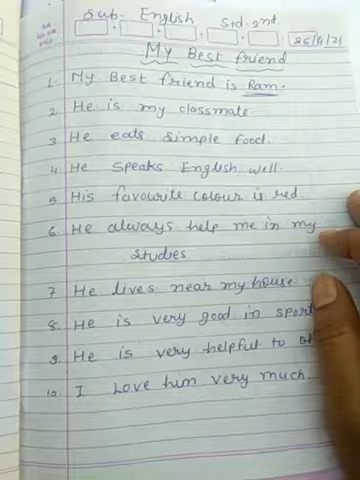 Sub- English Std-2nd.
26/9/21
My Best friend
1. My Best friend is Ram.
2. He is my classmate
3. He eats simple food.
4. He speaks English well.
5. His favourite colour is red.
6. He always help me in my
studies
7. He lives near my house
8. He is very good in sport
9. He is very helpful to
10. I Love him very much.